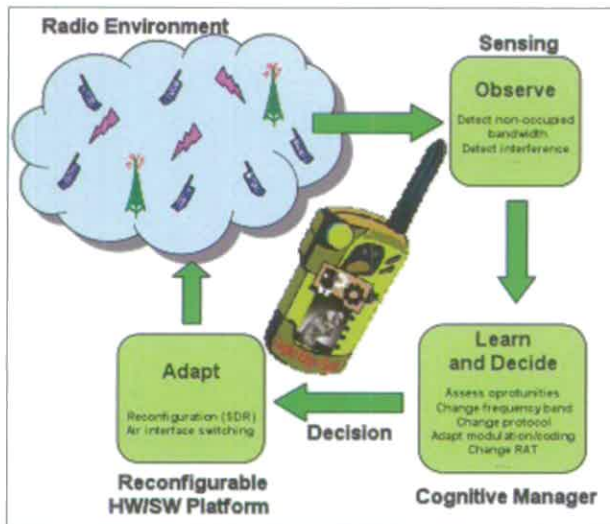 Radio Environment
Sensing
Observe
Detect non-occupied
bandwidth
Detect interference
...
Learn
and Decide
Assess oprotunities
Change frequency band
Change protocol
Adapt modulation/coding
Change RAT
....
Cognitive Manager
Decision
Adapt
Reconfiguration (SDR)
Air interface switching
Reconfigurable
HW/SW Platform